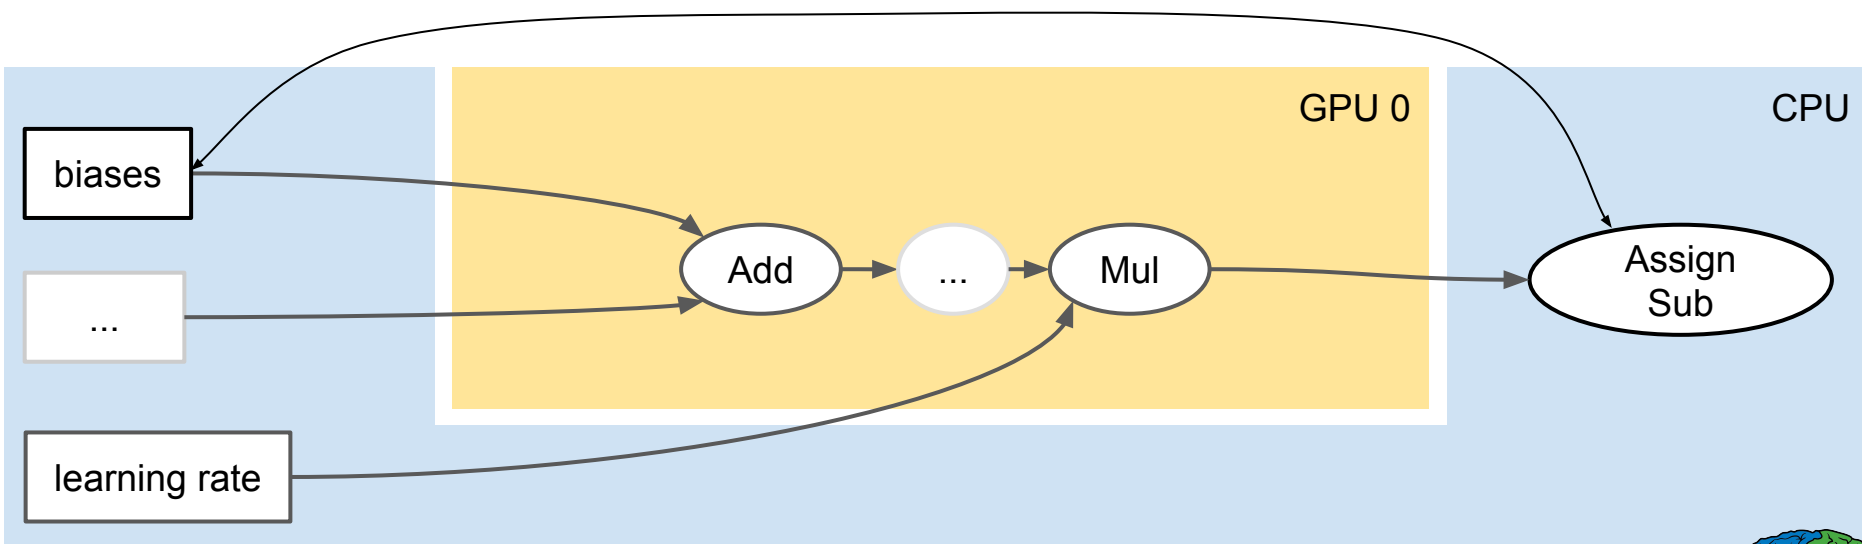 GPU 0
CPU
biases
Add
...
Mul
Assign
Sub
...
learning rate